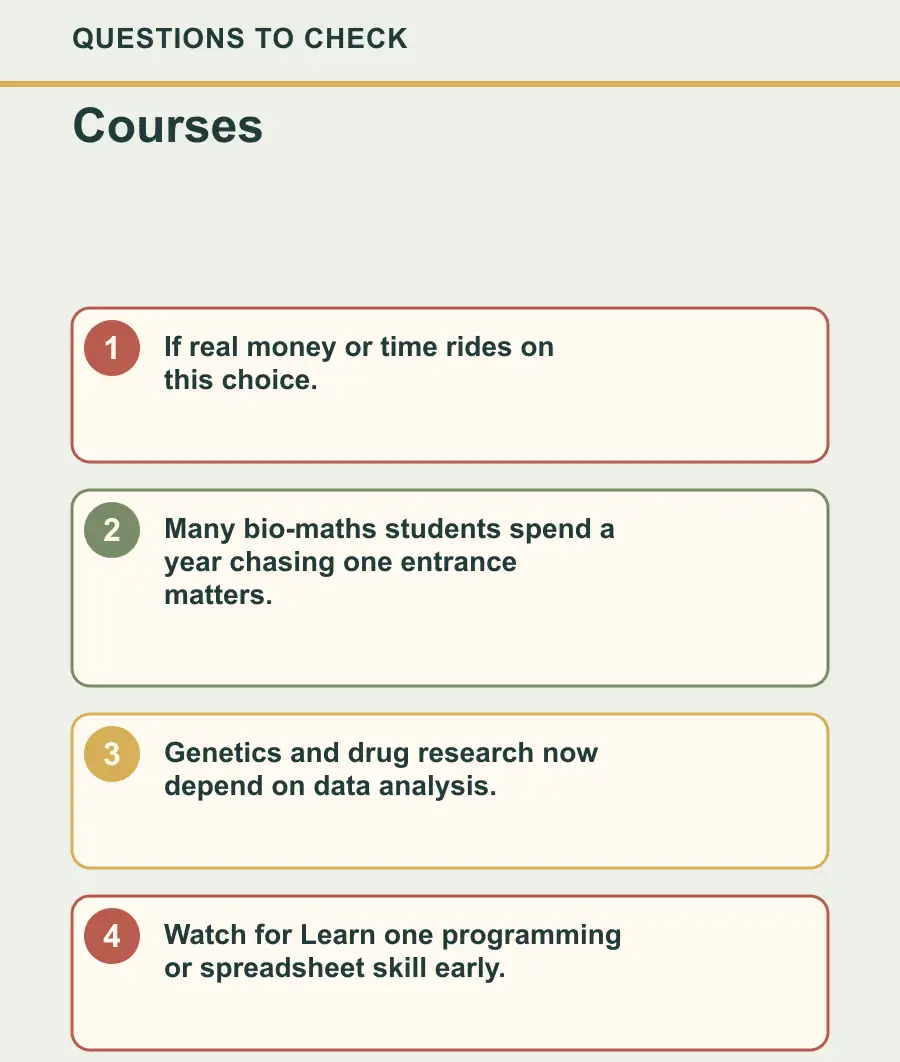 QUESTIONS TO CHECK
Courses
1
If real money or time rides on
this choice.
2
Many bio-maths students spend a
year chasing one entrance
matters.
3
Genetics and drug research now
depend on data analysis.
4
Watch for Learn one programming
or spreadsheet skill early.